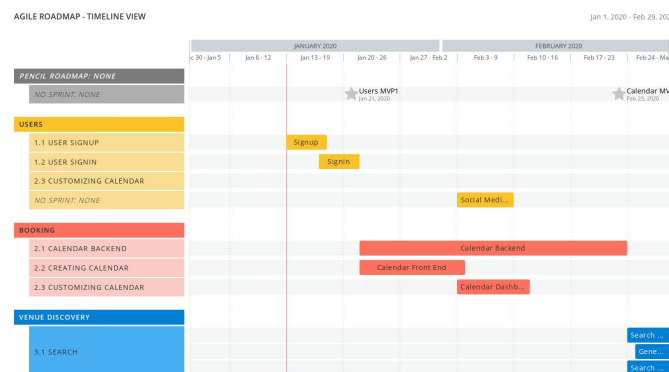 AGILE ROADMAP - TIMELINE VIEW
Jan 1, 2020 - Feb 29, 202
JANUARY 2020
FEBRUARY 2020
c 30 - Jan 5
Jan 6 - 12
Jan 13 - 19
Jan 20 - 26
Jan 27 - Feb 2
Feb 3 - 9
Feb 10 - 16
Feb 17 - 23
Feb 24 - Ma
PENCIL ROADMAP: NONE
NO SPRINT: NONE
Users MVP1
Jan 21, 2020
Calendar MV
Feb 23, 2020
USERS
1.1 USER SIGNUP
Signup
1.2 USER SIGNIN
Signin
2.3 CUSTOMIZING CALENDAR
NO SPRINT: NONE
Social Medi...
BOOKING
2.1 CALENDAR BACKEND
Calendar Backend
2.2 CREATING CALENDAR
Calendar Front End
2.3 CUSTOMIZING CALENDAR
Calendar Dashb...
VENUE DISCOVERY
Search ...
3.1 SEARCH
Gene...
Search ...